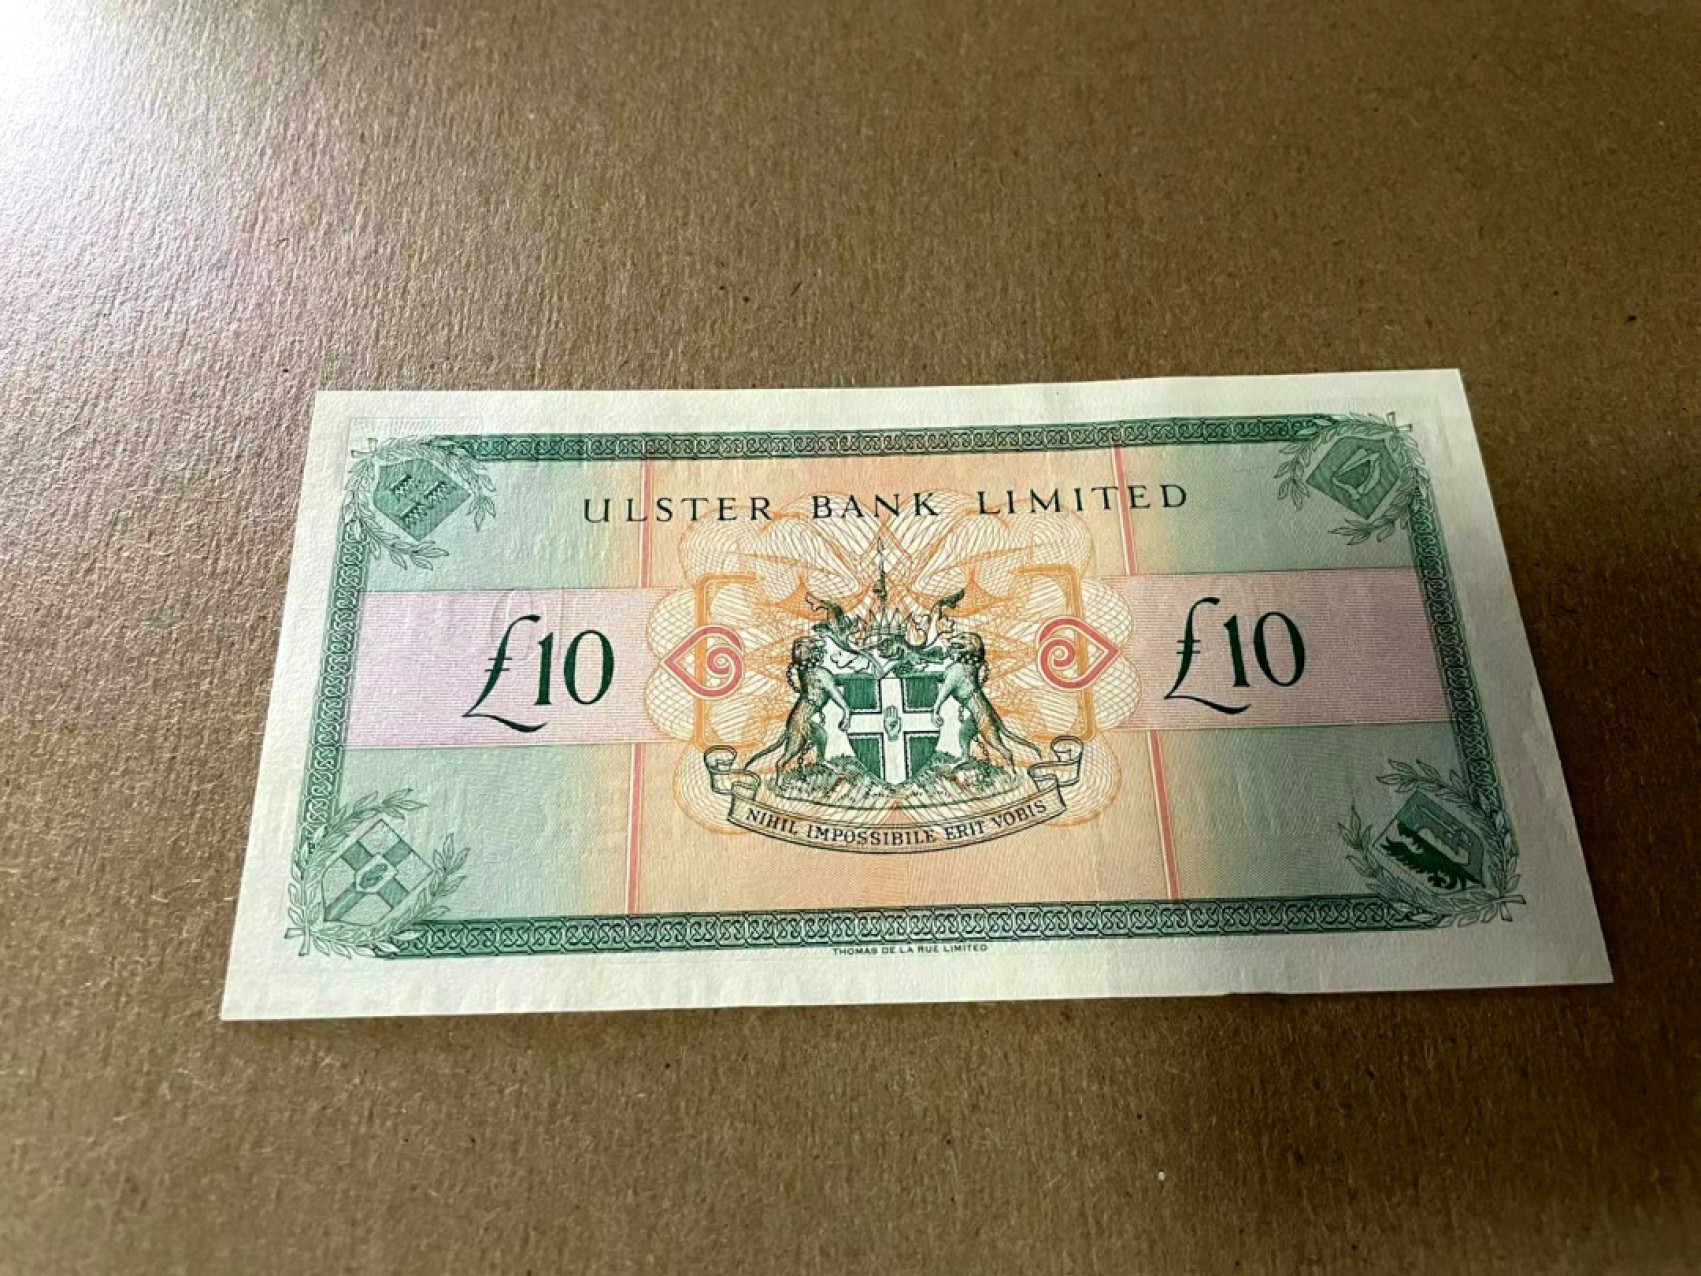 ULSTER BANK LIMITED
£10
£10
NIHIL IMPOSSIBILE ERIT VOBIS
THOMAS DE LA RUE LIMITED